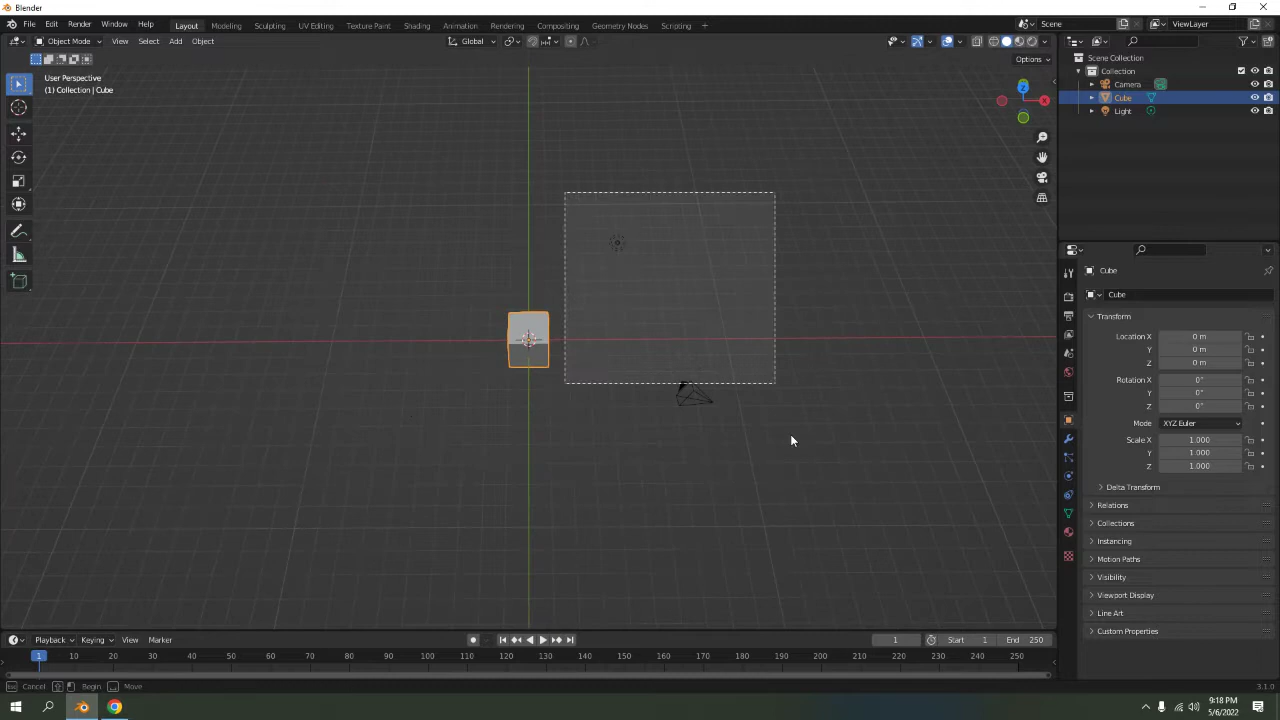 Blender
File Edit Render Window Help Layout Modeling Sculpting UV Editing Texture Paint Shading Animation Rendering Compositing Geometry Nodes Scripting + Scene ViewLayer
Object Mode View Select Add Object Global
Options
User Perspective
(1) Collection | Cube
Z
X
Scene Collection
Collection
Camera
Cube
Light
Cube
Cube
Transform
Location X 0 m
Y 0 m
Z 0 m
Rotation X 0°
Y 0°
Z 0°
Mode XYZ Euler
Scale X 1.000
Y 1.000
Z 1.000
Delta Transform
Relations
Collections
Instancing
Motion Paths
Visibility
Viewport Display
Line Art
Custom Properties
Playback Keying View Marker 1 Start 1 End 250
1 10 20 30 40 50 60 70 80 90 100 110 120 130 140 150 160 170 180 190 200 210 220 230 240 250
Cancel Begin Move 3.1.0
9:18 PM
5/6/2022